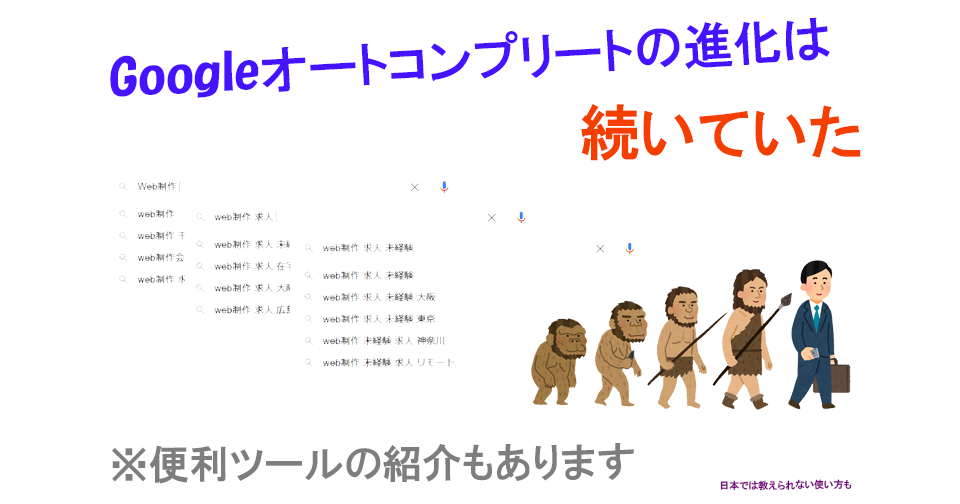 Googleオートコンプリートの進化は
続いていた
Web制作
web制作
web制作 千
web制作会
web制作 求
web制作 求人
web制作 求人 未経
web制作 求人 在宅
web制作 求人 大阪
web制作 求人 広島
web制作 求人 未経験
web制作 求人 未経験
web制作 求人 未経験 大阪
web制作 求人 未経験 東京
web制作 未経験 求人 神奈川
web制作 未経験 求人 リモート
※便利ツールの紹介もあります
日本では教えられない使い方も